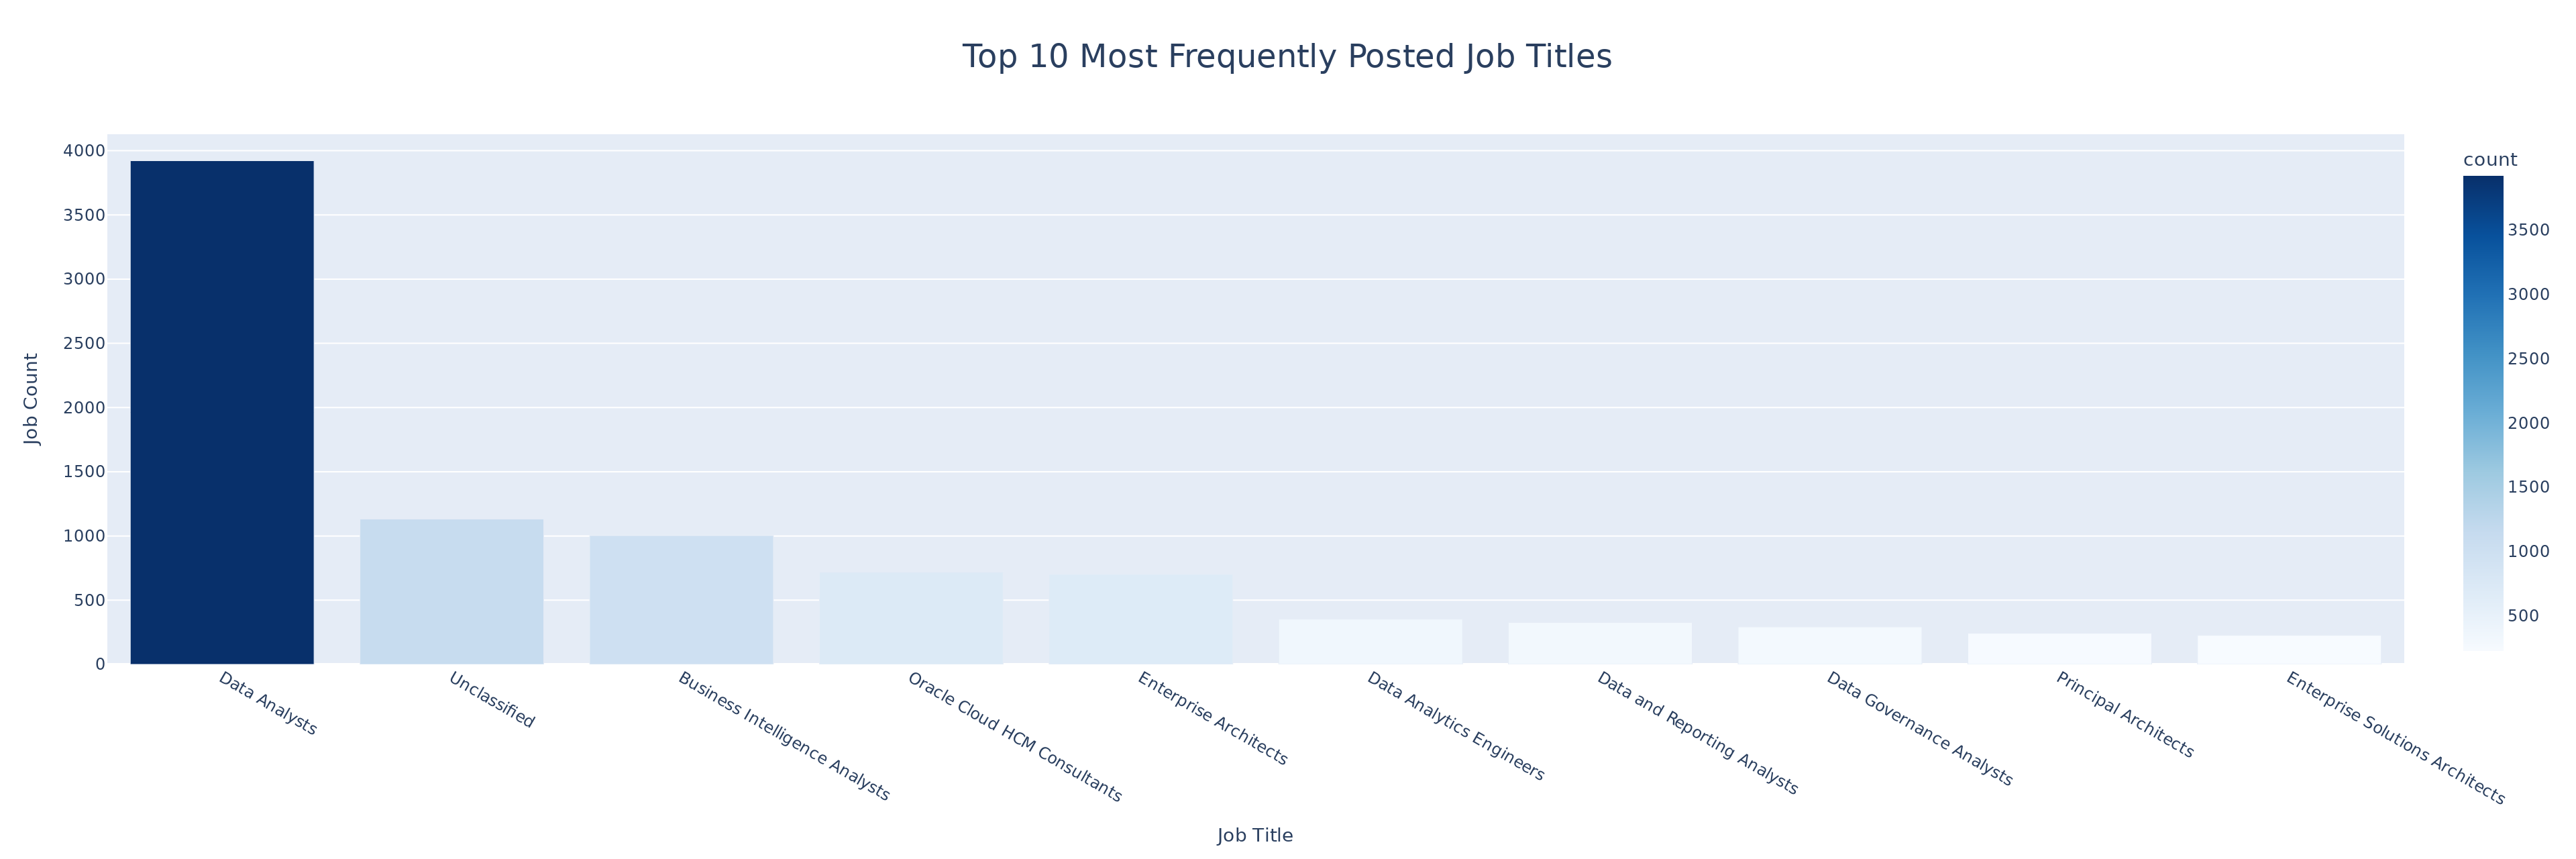 Top 10 Most Frequently Posted Job Titles
4000
3500
3000
2500
2000
1500
1000
500
0
Job Count
Data Analysts
Unclassified
Business Intelligence Analysts
Oracle Cloud HCM Consultants
Enterprise Architects
Data Analytics Engineers
Data and Reporting Analysts
Data Governance Analysts
Principal Architects
Enterprise Solutions Architects
Job Title
count
3500
3000
2500
2000
1500
1000
500